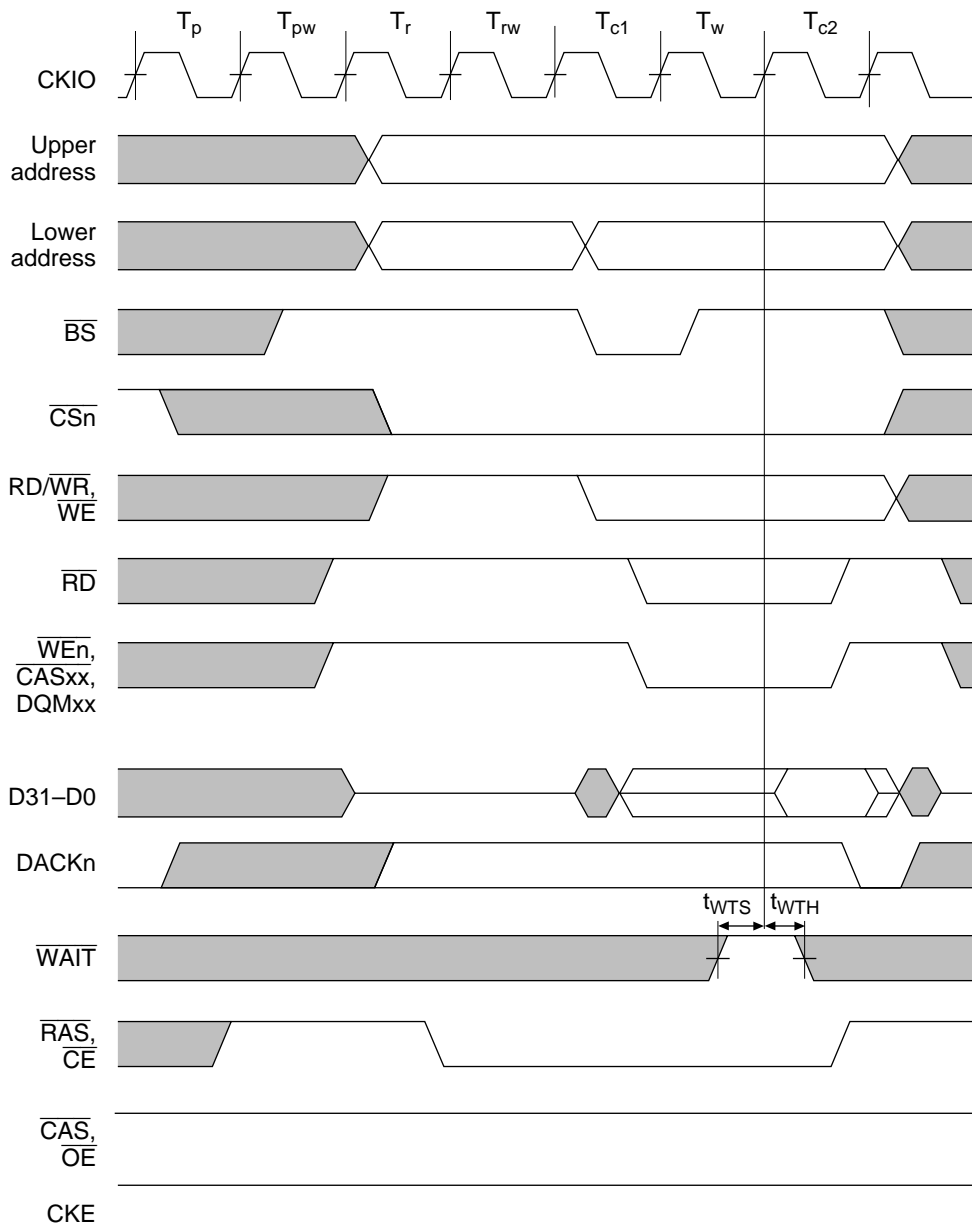 Tp Tpw Tr Trw Tc1 Tw Tc2
CKIO
Upper
address
Lower
address
BS
CSn
RD/WR,
WE
RD
WEn,
CASxx,
DQMxx
D31–D0
DACKn
tWTS tWTH
WAIT
RAS,
CE
CAS,
OE
CKE